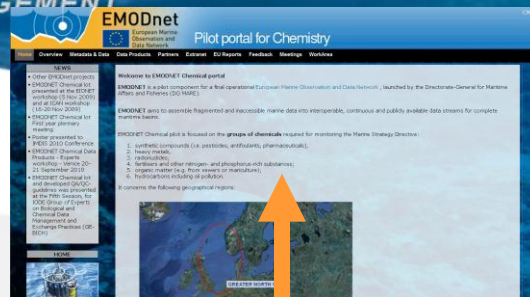 GEMENT
EMODnet
European Marine
Observation and
Data Network
Pilot portal for Chemistry
Home Overview Metadata & Data Data Products Partners Extranet EU Reports Feedback Meetings WorkArea
NEWS
Other EMODnet projects
EMODNET Chemical lot
presented at the EIONET
workshop (5 Nov 2009)
and at ICAN workshop
(16-20 Nov 2009)
EMODNET Chemical lot
First year plenary
meeting
Poster presented to
IMDIS 2010 Conference
EMODNET Chemical Data
Products - Experts
workshop - Venice 20-
21 September 2010
EMODNET Chemical lot
and developed QA/QC-
guidelines was presented
at the Fifth Session, for
IODE Group of Experts
on Biological and
Chemical Data
Management and
Exchange Practices (GE-
BICH)
HOME
Welcome to EMODNET Chemical portal
EMODNET is a pilot component for a final operational European Marine Observation and Data Network , launched by the Directorate-General for Maritime
Affairs and Fisheries (DG MARE).
EMODNET aims to assemble fragmented and inaccessible marine data into interoperable, continuous and publicly available data streams for complete
maritime basins.
EMODNET Chemical pilot is focused on the groups of chemicals required for monitoring the Marine Strategy Directive:
1. synthetic compounds (i.e. pesticides, antifoulants, pharmaceuticals);
2. heavy metals;
3. radionuclides;
4. fertilisers and other nitrogen- and phosphorus-rich substances;
5. organic matter (e.g. from sewers or mariculture);
6. hydrocarbons including oil pollution.
It concerns the following geographical regions:
GREATER NORTH